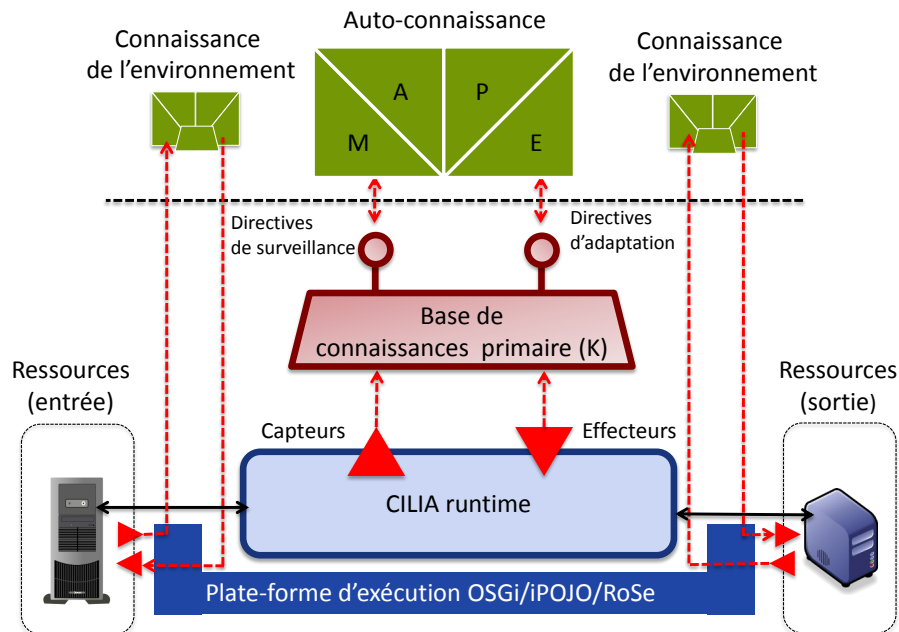 Auto-connaissance
Connaissance
de l'environnement
Connaissance
de l'environnement
A
P
M
E
Directives
de surveillance
Directives
d'adaptation
Base de
connaissances primaire (K)
Ressources
(entrée)
Ressources
(sortie)
Capteurs
Effecteurs
CILIA runtime
Plate-forme d'exécution OSGi/iPOJO/RoSe